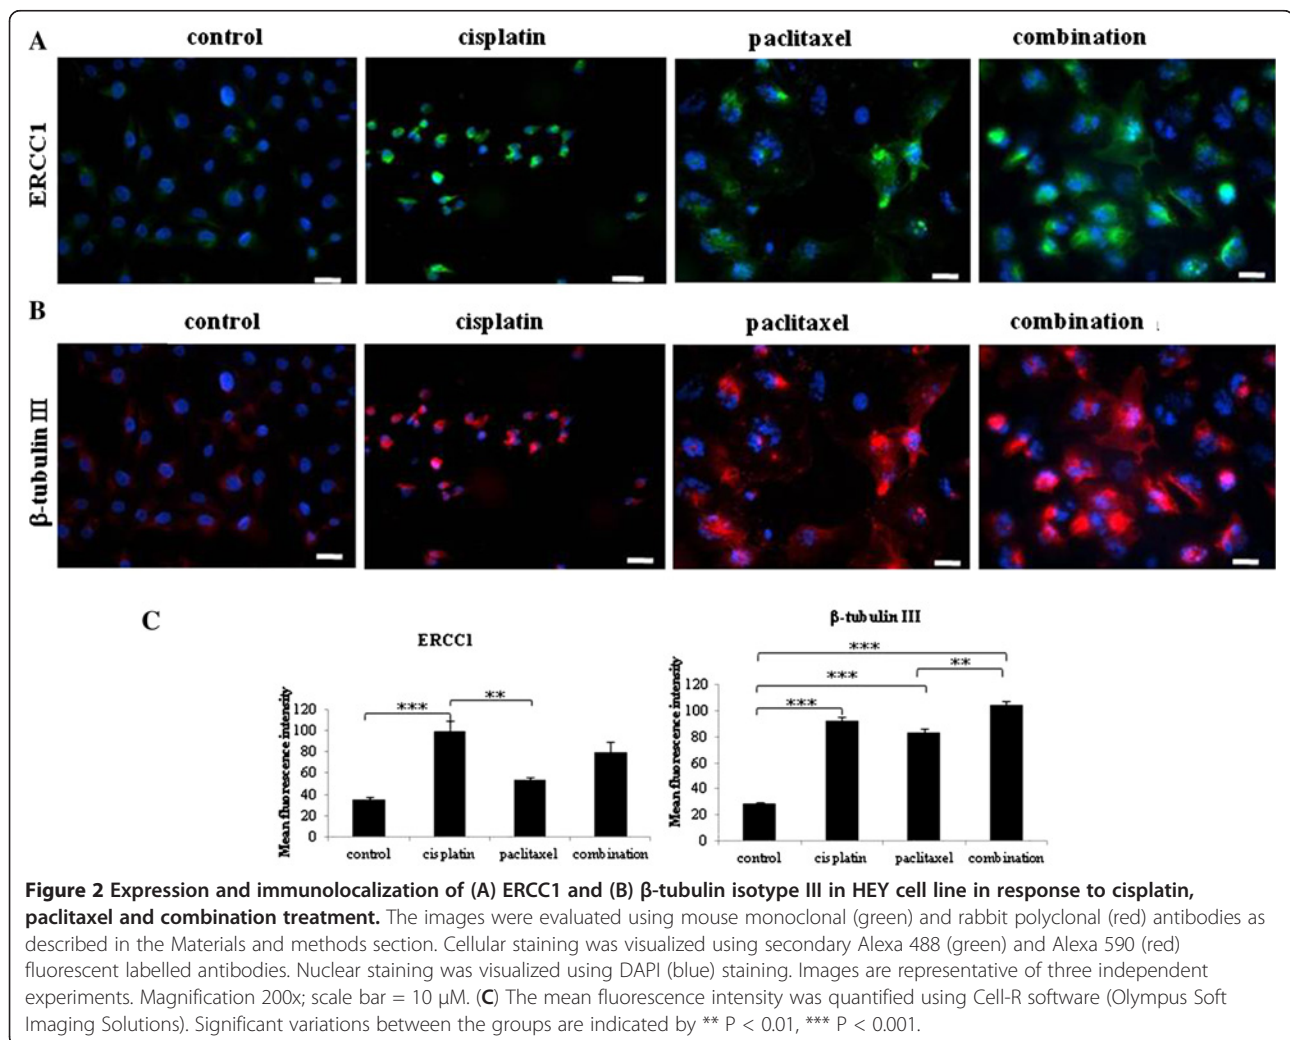 A
control
cisplatin
paclitaxel
combination
ERCC1
B
control
cisplatin
paclitaxel
combination
β-tubulin III
C
ERCC1
Mean fluorescence intensity
120
100
80
60
40
20
0
***
**
control
cisplatin
paclitaxel
combination
β-tubulin III
Mean fluorescence intensity
120
100
80
60
40
20
0
***
***
***
**
control
cisplatin
paclitaxel
combination
Figure 2 Expression and immunolocalization of (A) ERCC1 and (B) β-tubulin isotype III in HEY cell line in response to cisplatin,
paclitaxel and combination treatment. The images were evaluated using mouse monoclonal (green) and rabbit polyclonal (red) antibodies as
described in the Materials and methods section. Cellular staining was visualized using secondary Alexa 488 (green) and Alexa 590 (red)
fluorescent labelled antibodies. Nuclear staining was visualized using DAPI (blue) staining. Images are representative of three independent
experiments. Magnification 200x; scale bar = 10 μM. (C) The mean fluorescence intensity was quantified using Cell-R software (Olympus Soft
Imaging Solutions). Significant variations between the groups are indicated by ** P < 0.01, *** P < 0.001.